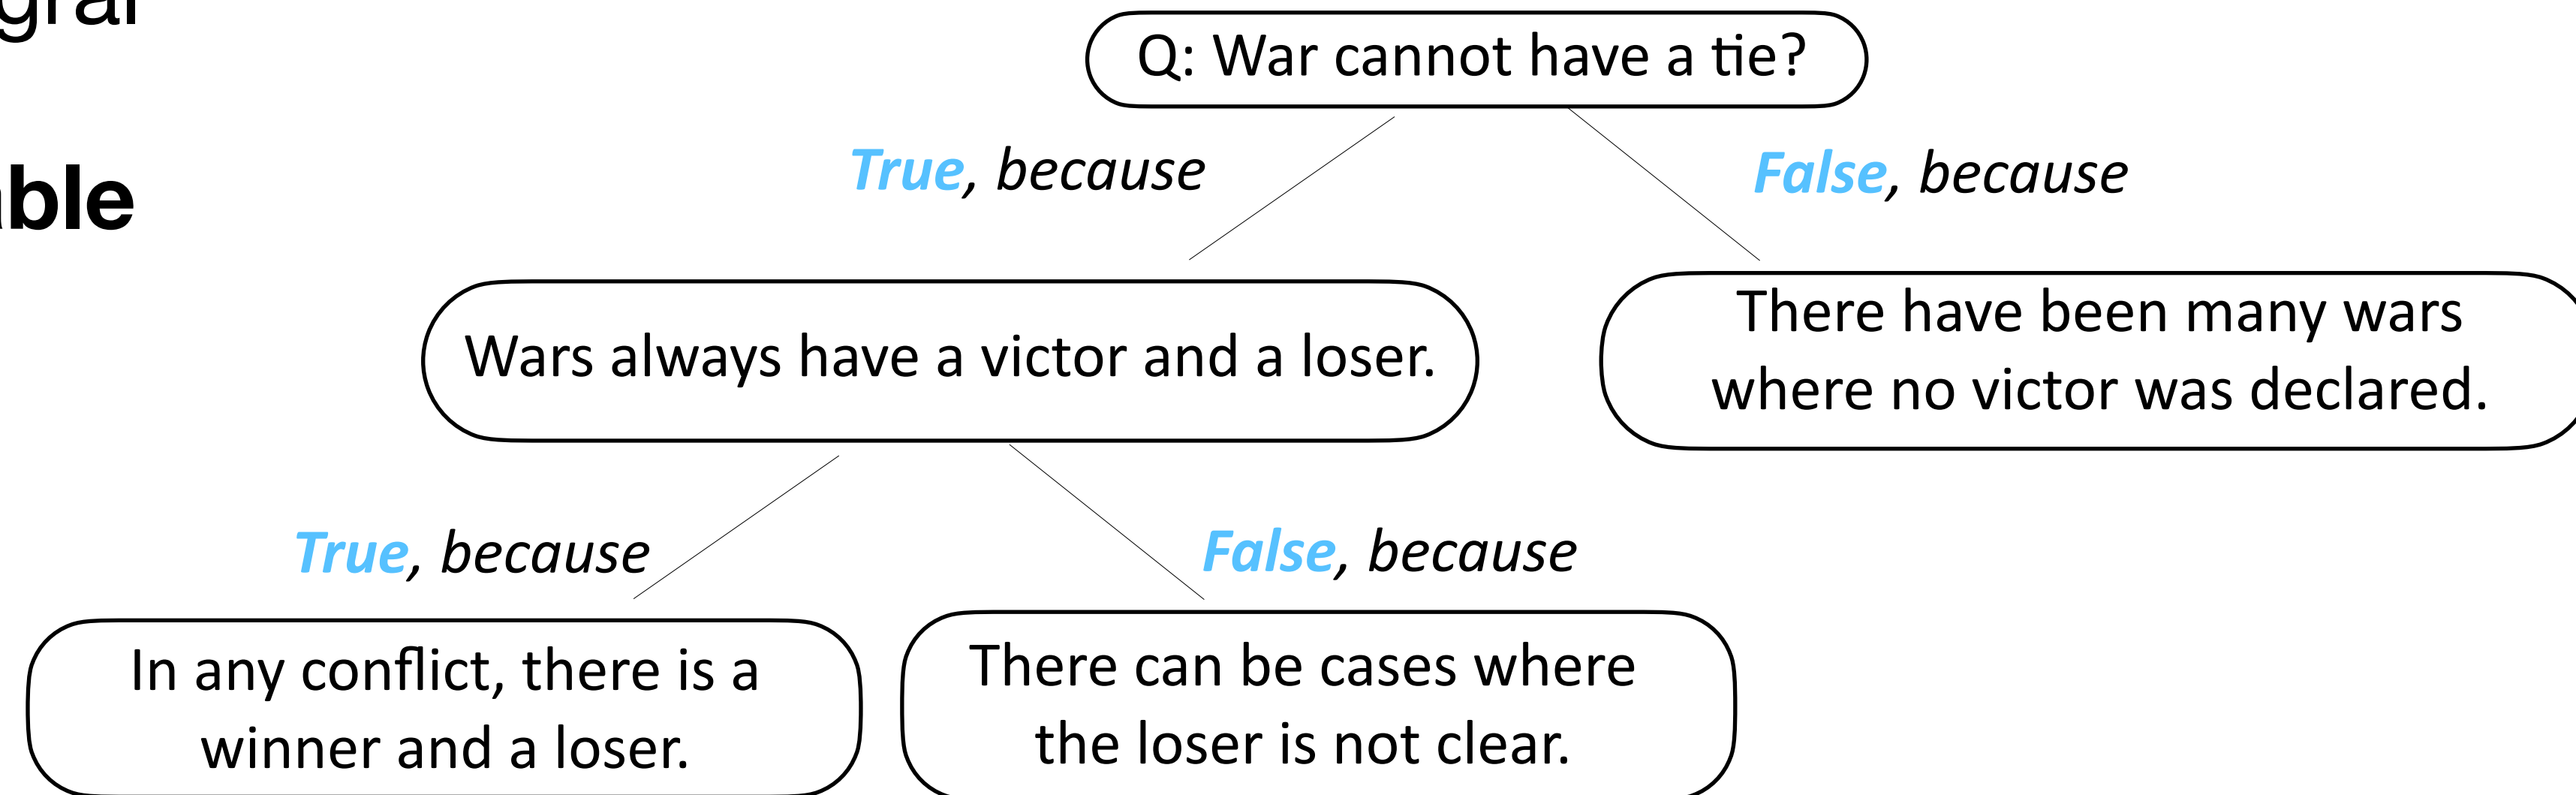 Q: War cannot have a tie?
True, because
False, because
Wars always have a victor and a loser.
There have been many wars
where no victor was declared.
True, because
False, because
In any conflict, there is a
winner and a loser.
There can be cases where
the loser is not clear.